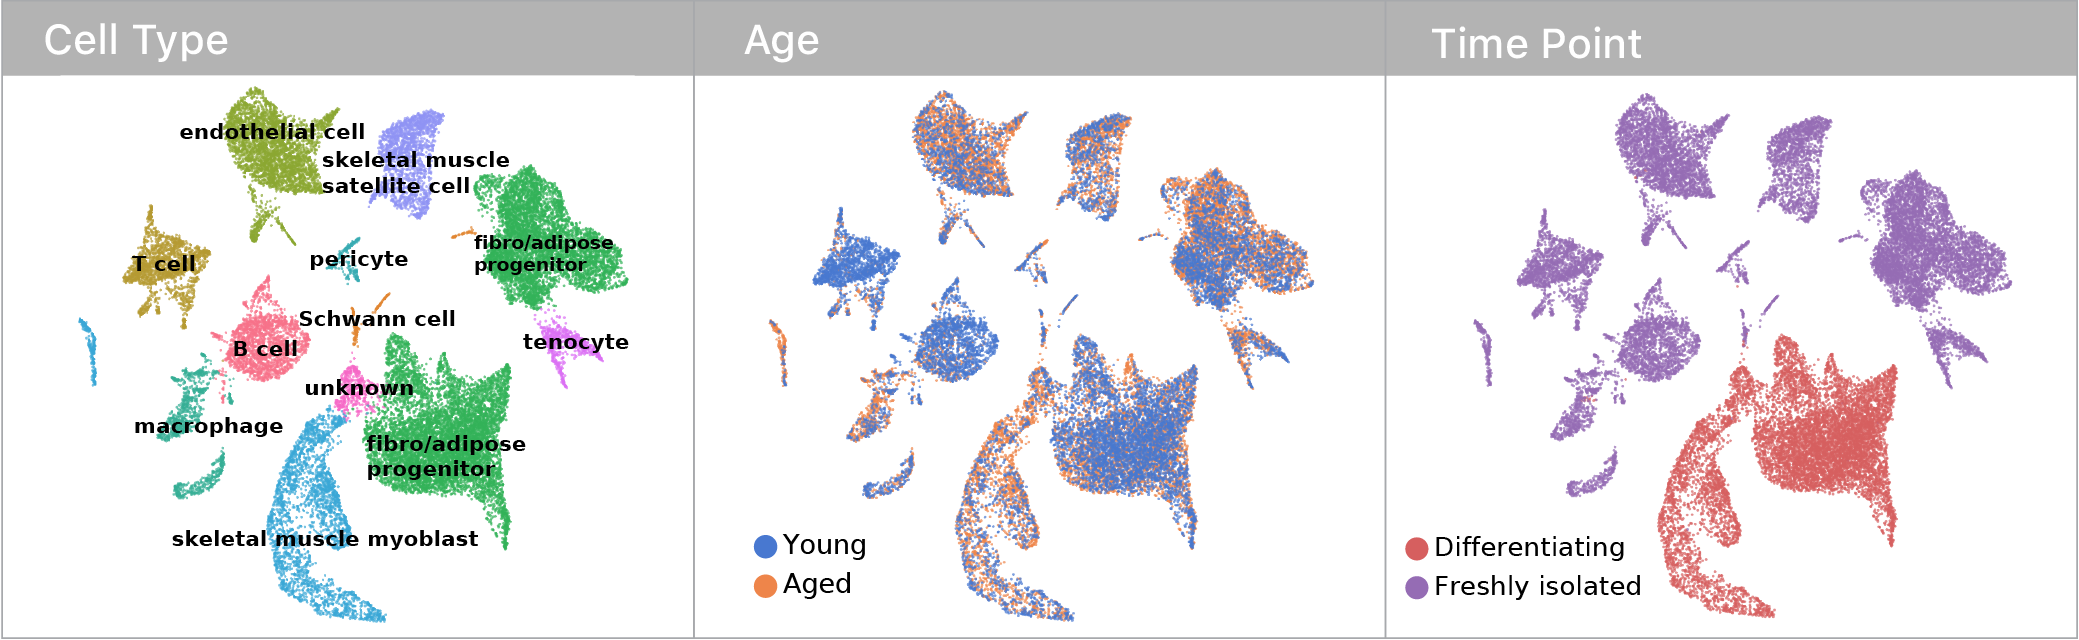 Cell Type
endothelial cell
skeletal muscle
satellite cell
fibro/adipose
progenitor
T cell
pericyte
Schwann cell
B cell
tenocyte
unknown
macrophage
fibro/adipose
progenitor
skeletal muscle myoblast
Age
Young
Aged
Time Point
Differentiating
Freshly isolated